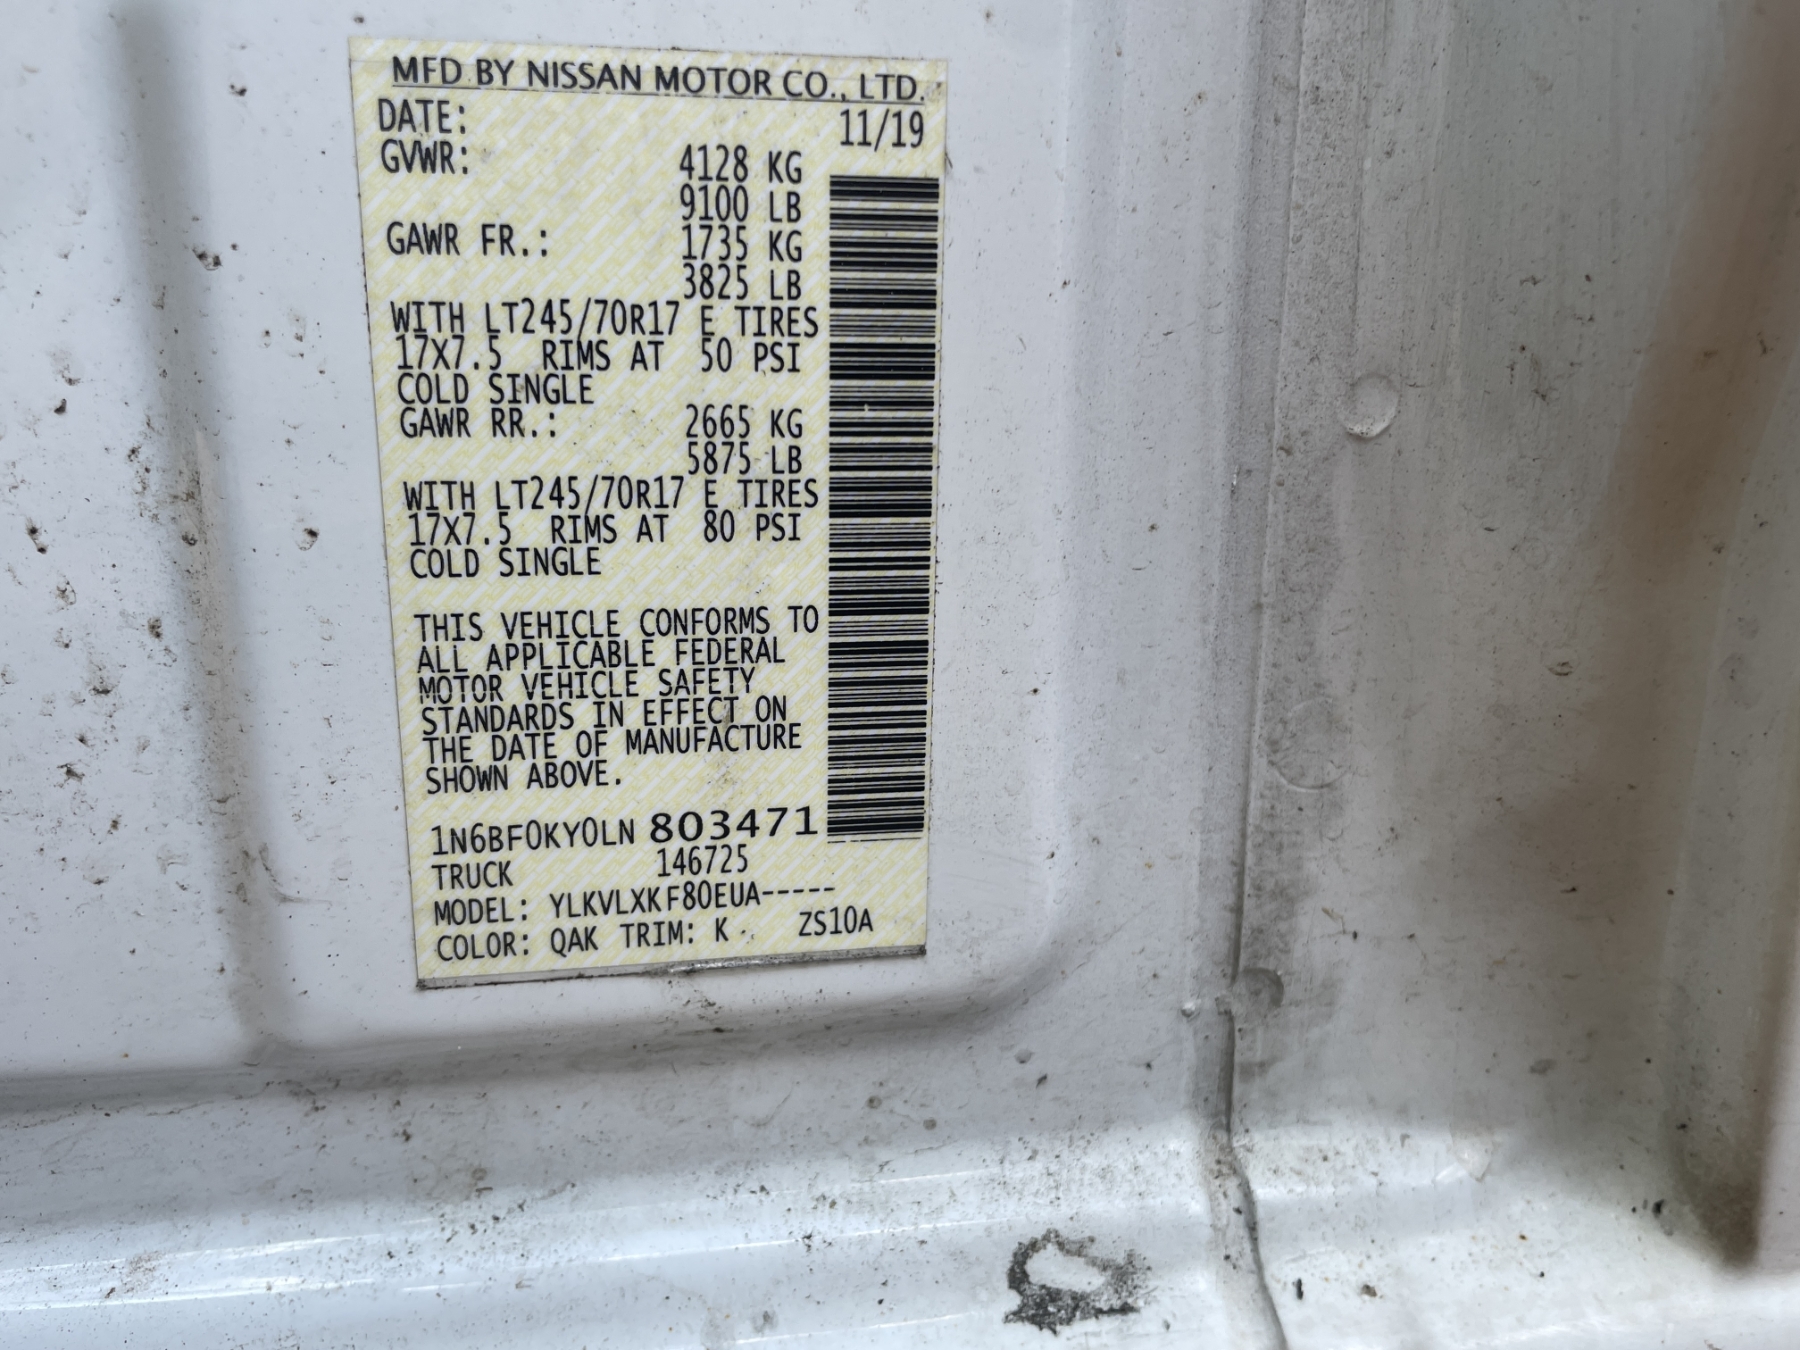 MFD BY NISSAN MOTOR CO., LTD.
DATE: 11/19
GVWR: 4128 KG
9100 LB
GAWR FR.: 1735 KG
3825 LB
WITH LT245/70R17 E TIRES
17X7.5 RIMS AT 50 PSI
COLD SINGLE
GAWR RR.: 2665 KG
5875 LB
WITH LT245/70R17 E TIRES
17X7.5 RIMS AT 80 PSI
COLD SINGLE
THIS VEHICLE CONFORMS TO
ALL APPLICABLE FEDERAL
MOTOR VEHICLE SAFETY
STANDARDS IN EFFECT ON
THE DATE OF MANUFACTURE
SHOWN ABOVE.
1N6BF0KY0LN 803471
TRUCK 146725
MODEL: YLKVLXKF80EUA-----
COLOR: QAK TRIM: K ZS10A